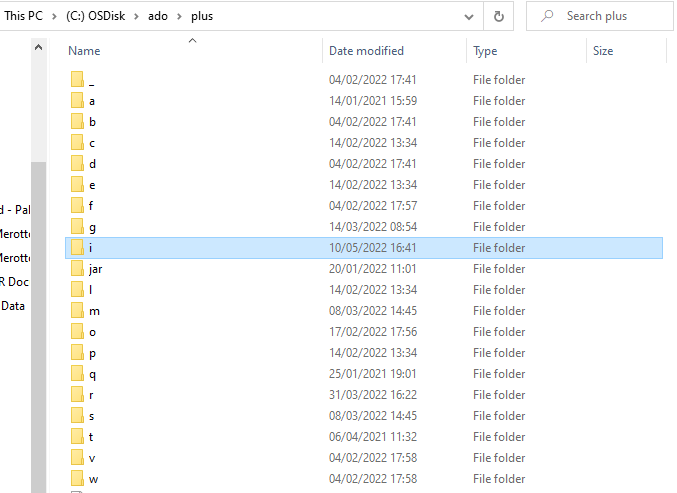 This PC > (C:) OSDisk > ado > plus Search plus
Name Date modified Type Size
_ 04/02/2022 17:41 File folder
a 14/01/2021 15:59 File folder
b 04/02/2022 17:41 File folder
c 14/02/2022 13:34 File folder
d 04/02/2022 17:41 File folder
e 14/02/2022 13:34 File folder
f 04/02/2022 17:57 File folder
g 14/03/2022 08:54 File folder
i 10/05/2022 16:41 File folder
jar 20/01/2022 11:01 File folder
l 14/02/2022 13:34 File folder
m 08/03/2022 14:45 File folder
o 17/02/2022 17:56 File folder
p 14/02/2022 13:34 File folder
q 25/01/2021 19:01 File folder
r 31/03/2022 16:22 File folder
s 08/03/2022 14:45 File folder
t 06/04/2021 11:32 File folder
v 04/02/2022 17:58 File folder
w 04/02/2022 17:58 File folder
d - Pal
Merotto
Merotto
R Doc
Data